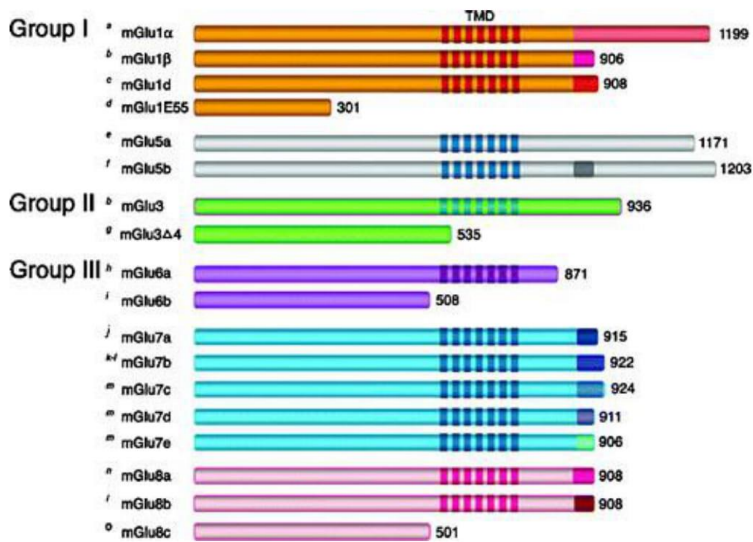 TMD
Group I a mGlu1α 1199
b mGlu1β 906
c mGlu1d 908
d mGlu1E55 301
e mGlu5a 1171
f mGlu5b 1203
Group II b mGlu3 936
g mGlu3Δ4 535
Group III h mGlu6a 871
i mGlu6b 508
j mGlu7a 915
k-l mGlu7b 922
m mGlu7c 924
m mGlu7d 911
m mGlu7e 906
n mGlu8a 908
l mGlu8b 908
o mGlu8c 501